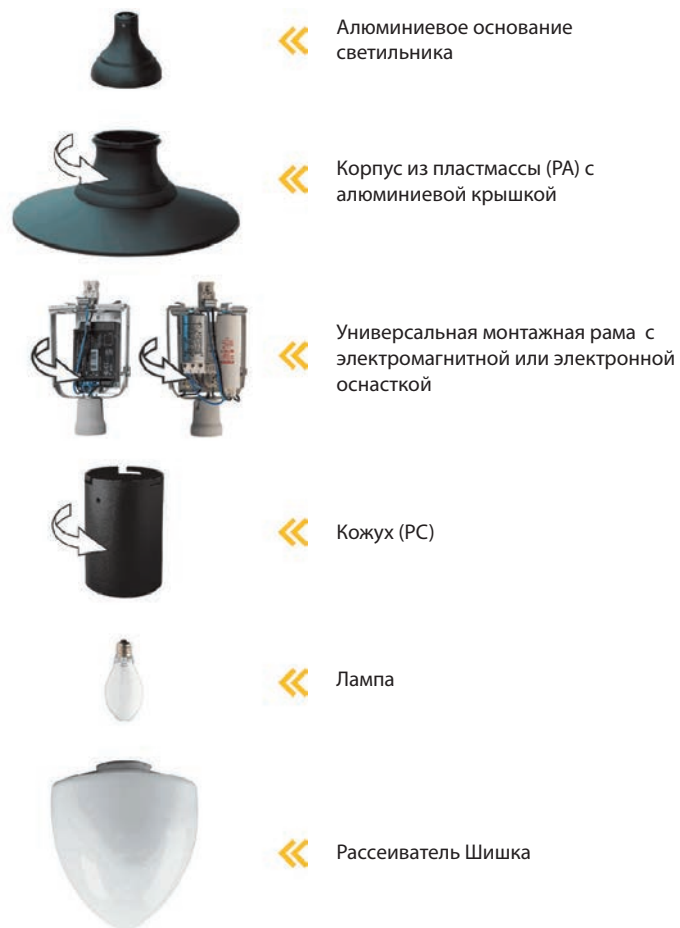 Алюминиевое основание
светильника
Корпус из пластмассы (PA) с
алюминиевой крышкой
Универсальная монтажная рама с
электромагнитной или электронной
оснасткой
Кожух (PC)
Лампа
Рассеиватель Шишка